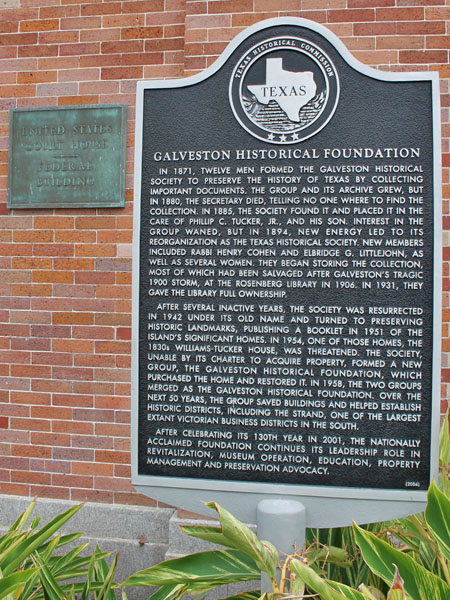 UNITED STATES
COURT HOUSE
FEDERAL
BUILDING
TEXAS HISTORICAL COMMISSION
TEXAS
GALVESTON HISTORICAL FOUNDATION
IN 1871, TWELVE MEN FORMED THE GALVESTON HISTORICAL
SOCIETY TO PRESERVE THE HISTORY OF TEXAS BY COLLECTING
IMPORTANT DOCUMENTS. THE GROUP AND ITS ARCHIVE GREW, BUT
IN 1880, THE SECRETARY DIED, TELLING NO ONE WHERE TO FIND THE
COLLECTION. IN 1885, THE SOCIETY FOUND IT AND PLACED IT IN THE
CARE OF PHILLIP C. TUCKER, JR., AND HIS SON. INTEREST IN THE
GROUP WANED, BUT IN 1894, NEW ENERGY LED TO ITS
REORGANIZATION AS THE TEXAS HISTORICAL SOCIETY. NEW MEMBERS
INCLUDED RABBI HENRY COHEN AND ELBRIDGE G. LITTLEJOHN, AS
WELL AS SEVERAL WOMEN. THEY BEGAN STORING THE COLLECTION,
MOST OF WHICH HAD BEEN SALVAGED AFTER GALVESTON'S TRAGIC
1900 STORM, AT THE ROSENBERG LIBRARY IN 1906. IN 1931, THEY
GAVE THE LIBRARY FULL OWNERSHIP.
AFTER SEVERAL INACTIVE YEARS, THE SOCIETY WAS RESURRECTED
IN 1942 UNDER ITS OLD NAME AND TURNED TO PRESERVING
HISTORIC LANDMARKS, PUBLISHING A BOOKLET IN 1951 OF THE
ISLAND'S SIGNIFICANT HOMES. IN 1954, ONE OF THOSE HOMES, THE
1830s WILLIAMS-TUCKER HOUSE, WAS THREATENED. THE SOCIETY,
UNABLE BY ITS CHARTER TO ACQUIRE PROPERTY, FORMED A NEW
GROUP, THE GALVESTON HISTORICAL FOUNDATION, WHICH
PURCHASED THE HOME AND RESTORED IT. IN 1958, THE TWO GROUPS
MERGED AS THE GALVESTON HISTORICAL FOUNDATION. OVER THE
NEXT 50 YEARS, THE GROUP SAVED BUILDINGS AND HELPED ESTABLISH
HISTORIC DISTRICTS, INCLUDING THE STRAND, ONE OF THE LARGEST
EXTANT VICTORIAN BUSINESS DISTRICTS IN THE SOUTH.
AFTER CELEBRATING ITS 130TH YEAR IN 2001, THE NATIONALLY
ACCLAIMED FOUNDATION CONTINUES ITS LEADERSHIP ROLE IN
REVITALIZATION, MUSEUM OPERATION, EDUCATION, PROPERTY
MANAGEMENT AND PRESERVATION ADVOCACY.
(2004)